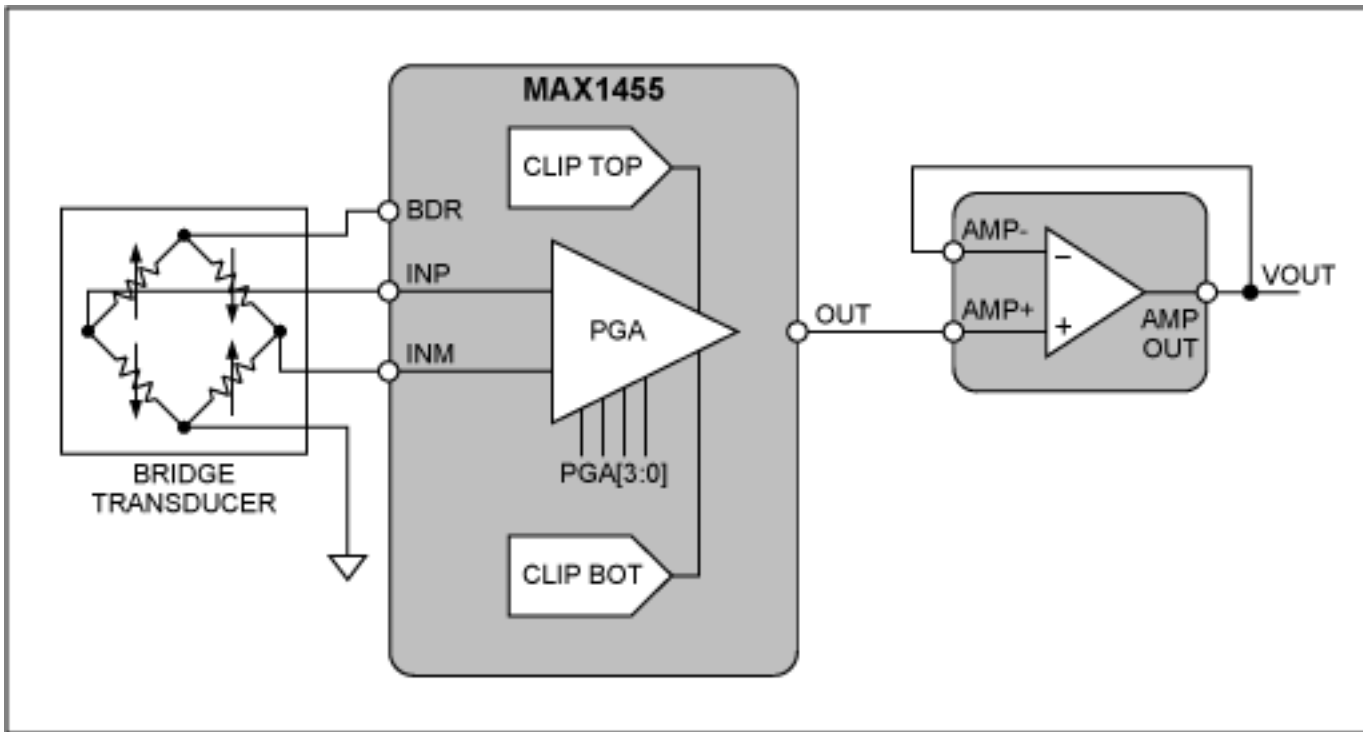 MAX1455
CLIP TOP
BDR
INP
INM
PGA
PGA[3:0]
CLIP BOT
BRIDGE
TRANSDUCER
OUT
AMP-
−
AMP+
+
AMP
OUT
VOUT